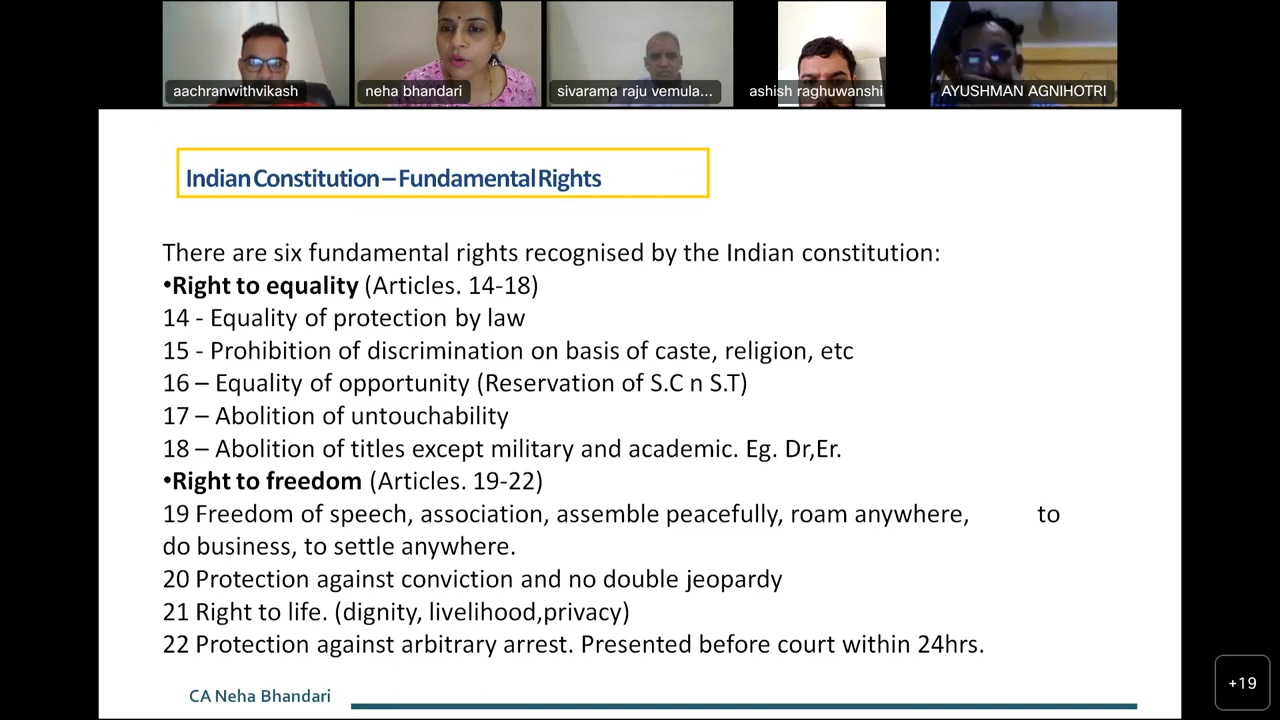 aachranwithvikash
neha bhandari
sivarama raju vemula...
ashish raghuwanshi
AYUSHMAN AGNIHOTRI
Indian Constitution – Fundamental Rights
There are six fundamental rights recognised by the Indian constitution:
•Right to equality (Articles. 14-18)
14 - Equality of protection by law
15 - Prohibition of discrimination on basis of caste, religion, etc
16 – Equality of opportunity (Reservation of S.C n S.T)
17 – Abolition of untouchability
18 – Abolition of titles except military and academic. Eg. Dr,Er.
•Right to freedom (Articles. 19-22)
19 Freedom of speech, association, assemble peacefully, roam anywhere, to
do business, to settle anywhere.
20 Protection against conviction and no double jeopardy
21 Right to life. (dignity, livelihood,privacy)
22 Protection against arbitrary arrest. Presented before court within 24hrs.
CA Neha Bhandari
+19